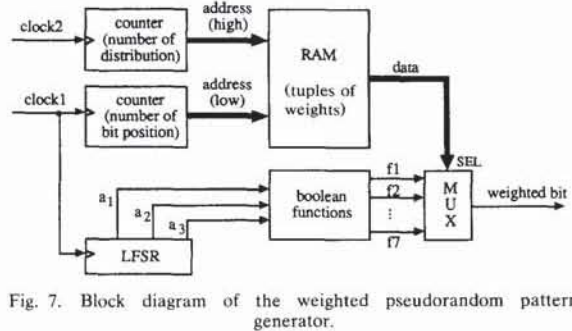 clock2
counter
(number of
distribution)
address
(high)
RAM
(tuples of
weights)
data
clock1
counter
(number of
bit position)
address
(low)
SEL
a1
a2
a3
boolean
functions
f1
f2
⋮
f7
M
U
X
weighted bit
LFSR
Fig. 7. Block diagram of the weighted pseudorandom pattern
generator.